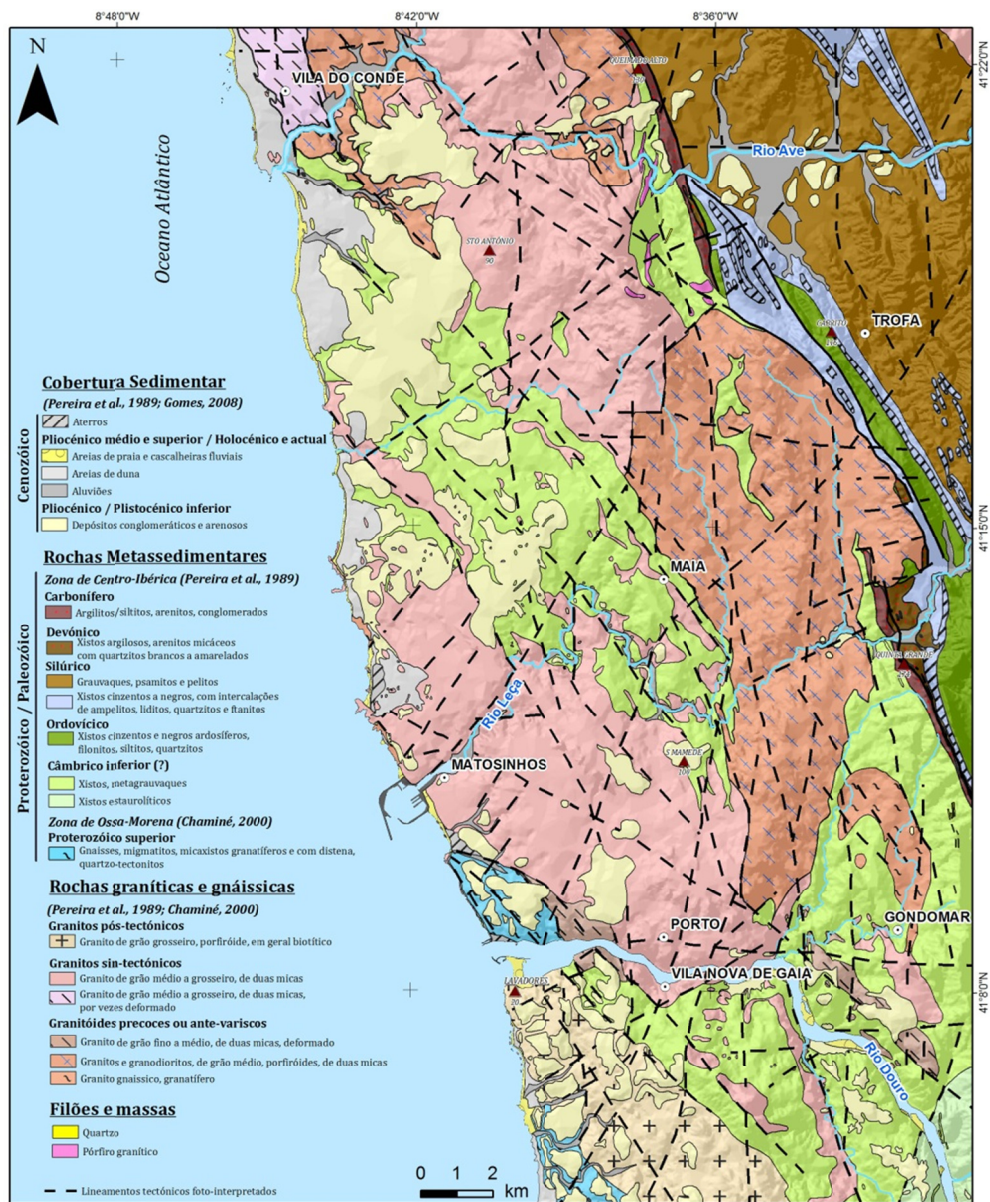 8°48'0"W
8°42'0"W
8°36'0"W
N
VILA DO CONDE
41°22'0"N
Rio Ave
Oceano Atlântico
STO ANTÓNIO
90
TROFA
Cobertura Sedimentar
(Pereira et al., 1989; Gomes, 2008)
Cenozóico
Aterros
Pliocénico médio e superior / Holocénico e actual
Areias de praia e cascalheiras fluviais
Areias de duna
Aluviões
Pliocénico / Plistocénico inferior
Depósitos conglomeráticos e arenosos
41°15'0"N
Rochas Metassedimentares
Proterozóico / Paleozóico
Zona de Centro-Ibérica (Pereira et al., 1989)
Carbonífero
Argilitos/siltitos, arenitos, conglomerados
Devónico
Xistos argilosos, arenitos micáceos
com quartzitos brancos a amarelados
Silúrico
Grauvaques, psamitos e pelitos
Xistos cinzentos a negros, com intercalações
de ampelitos, liditos, quartzitos e ftanitos
Ordovícico
Xistos cinzentos e negros ardosíferos,
filonitos, siltitos, quartzitos
Câmbrico inferior (?)
Xistos, metagrauvaques
Xistos estaurolíticos
Zona de Ossa-Morena (Chaminé, 2000)
Proterozóico superior
Gnaisses, migmatitos, micaxistos granatíferos e com distena,
quartzo-tectonitos
MAIA
QUINTA GRANDE
Rio Leça
S MAMEDE
MATOSINHOS
Rochas graníticas e gnáissicas
(Pereira et al., 1989; Chaminé, 2000)
Granitos pós-tectónicos
Granito de grão grosseiro, porfiróide, em geral biotítico
Granitos sin-tectónicos
Granito de grão médio a grosseiro, de duas micas
Granito de grão médio a grosseiro, de duas micas,
por vezes deformado
Granitóides precoces ou ante-variscos
Granito de grão fino a médio, de duas micas, deformado
Granitos e granodioritos, de grão médio, porfiróides, de duas micas
Granito gnaissico, granatífero
PORTO
GONDOMAR
VILA NOVA DE GAIA
LAVADORES
20
41°8'0"N
Rio Douro
Filões e massas
Quartzo
Pórfiro granítico
Lineamentos tectónicos foto-interpretados
0 1 2
km